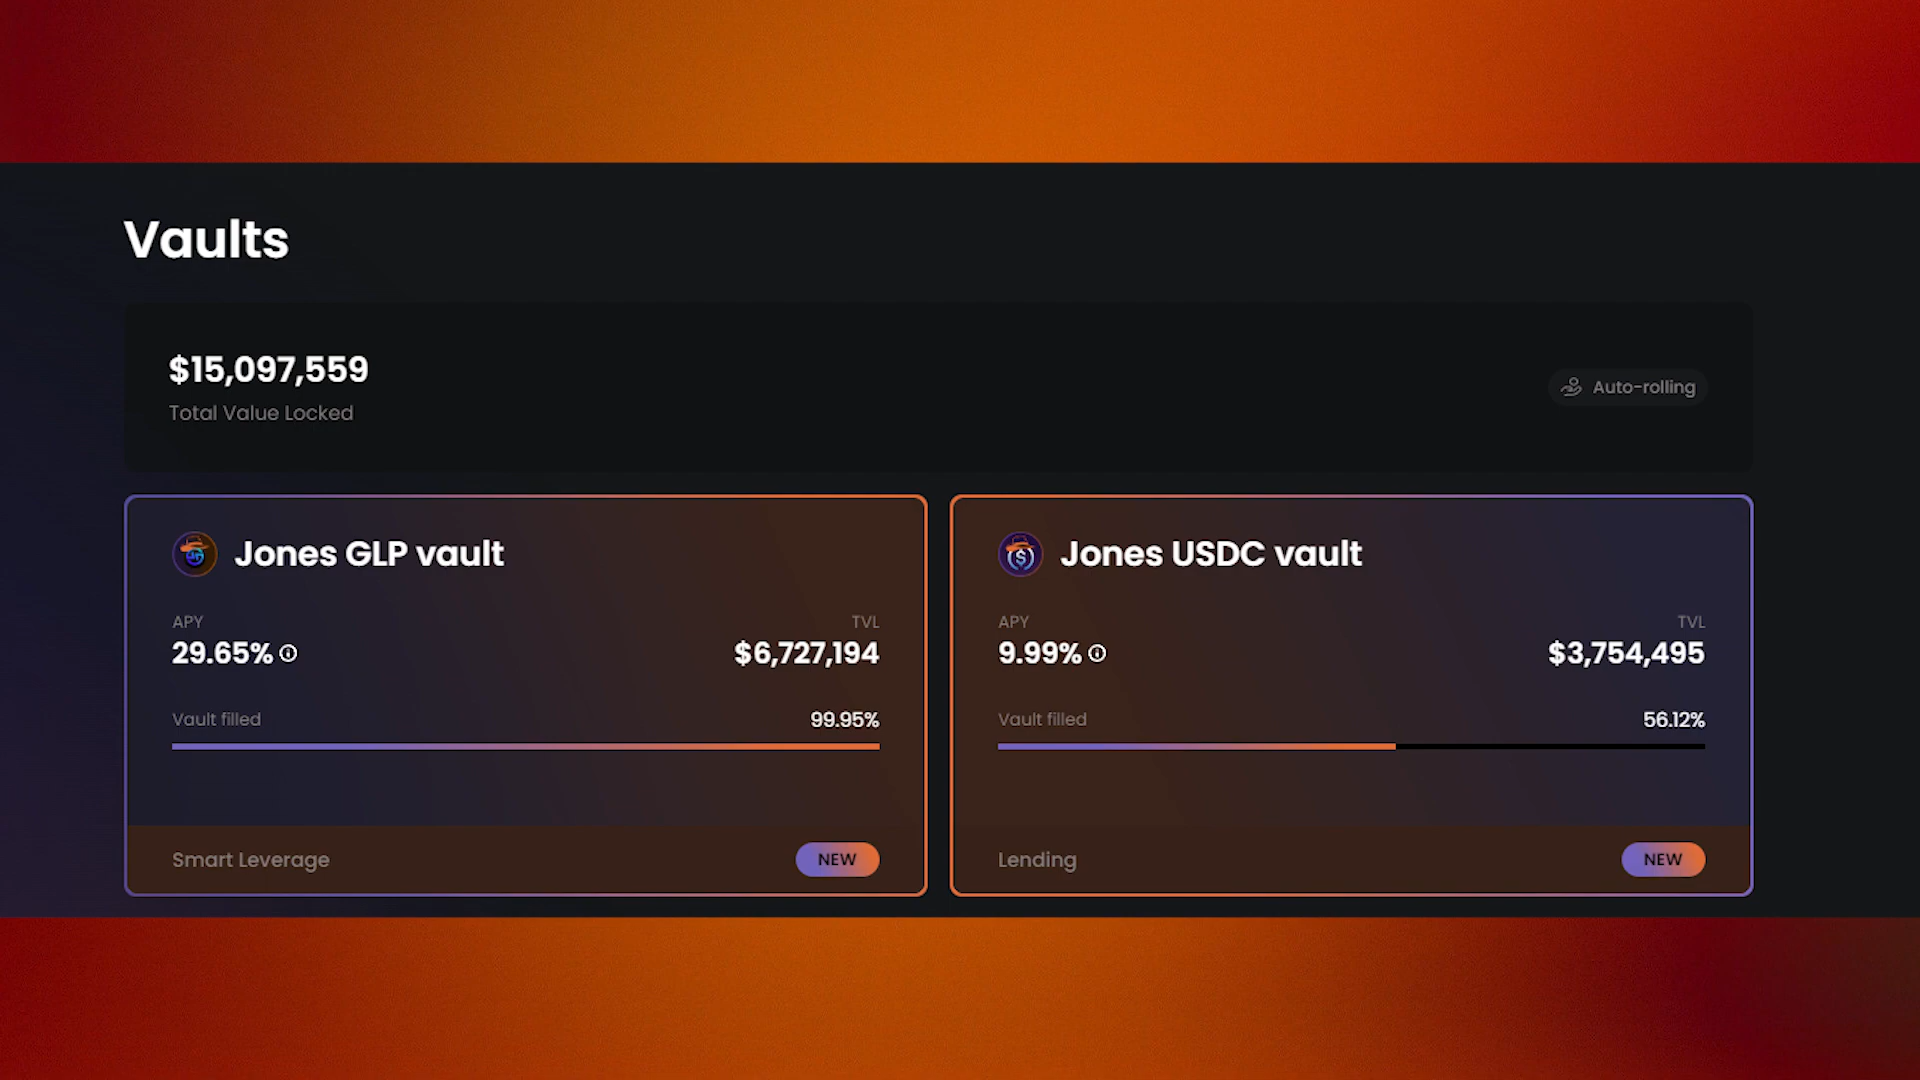 Vaults
$15,097,559
Total Value Locked
Auto-rolling
Jones GLP vault
APY
TVL
29.65%
$6,727,194
Vault filled
99.95%
Smart Leverage
NEW
Jones USDC vault
APY
TVL
9.99%
$3,754,495
Vault filled
56.12%
Lending
NEW